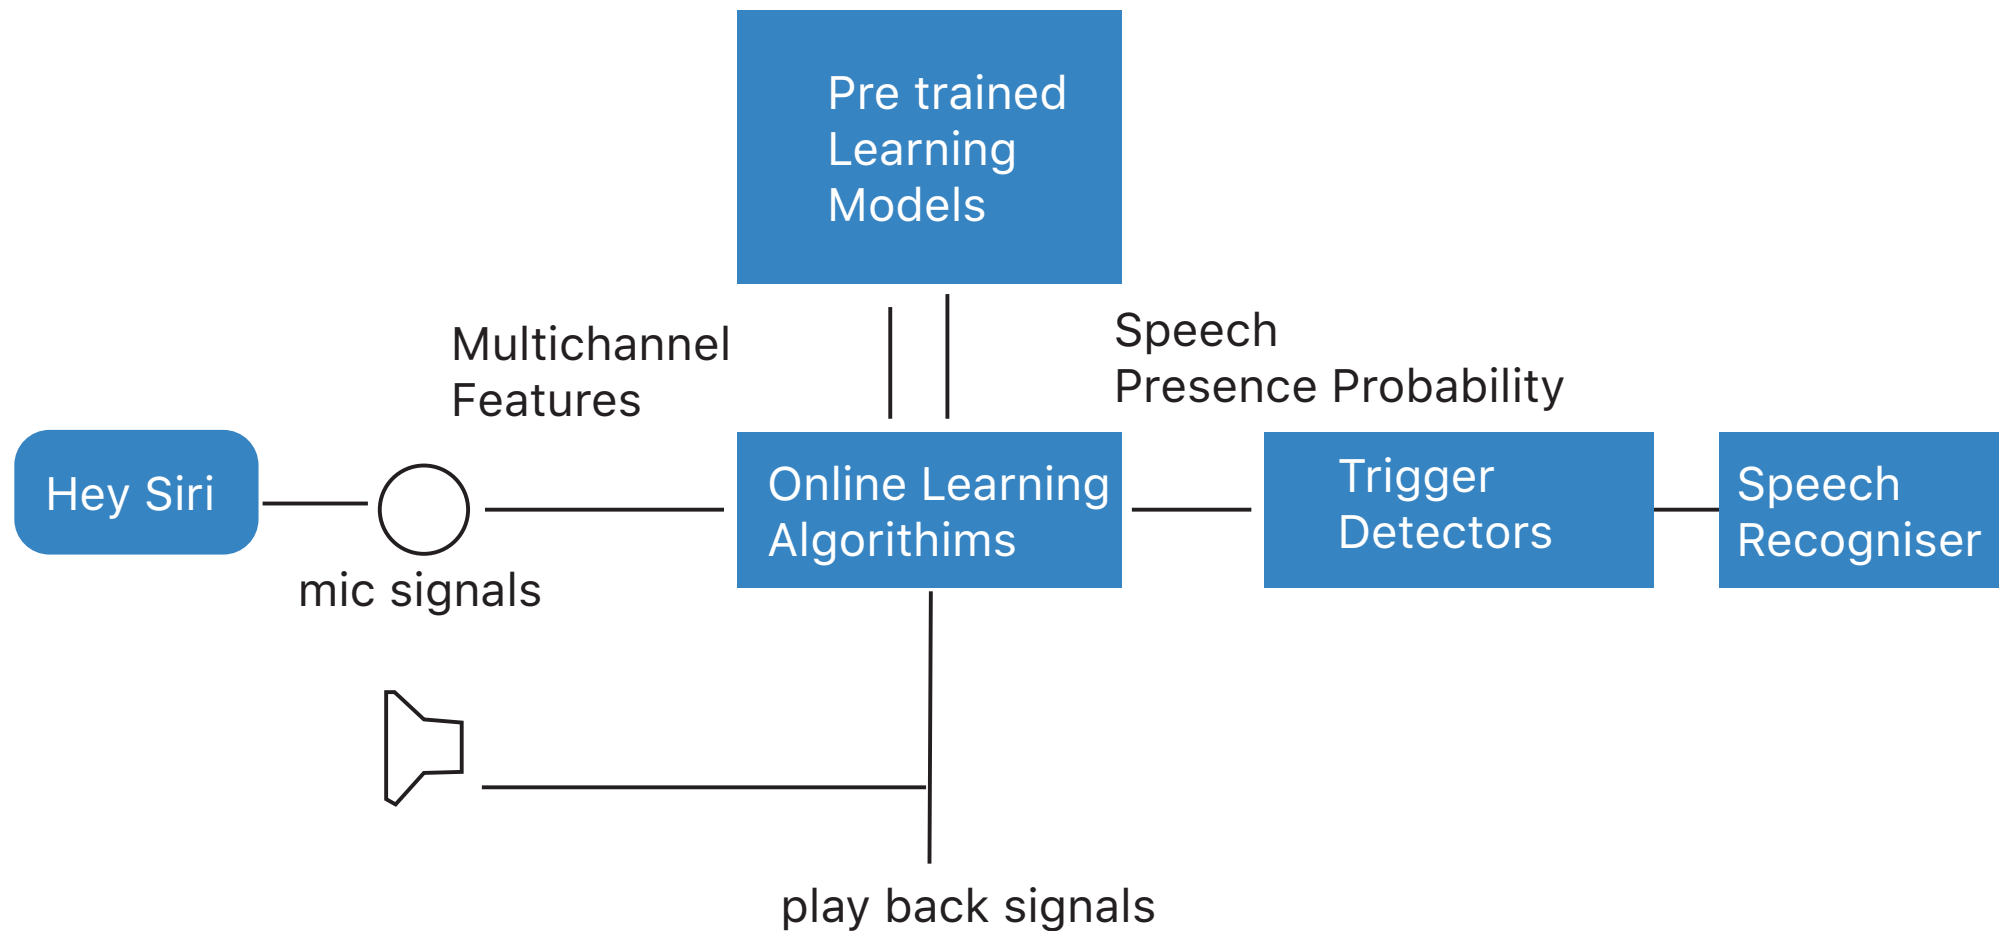 Pre trained
Learning
Models
Multichannel
Features
Speech
Presence Probability
Hey Siri
mic signals
Online Learning
Algorithims
Trigger
Detectors
Speech
Recogniser
play back signals